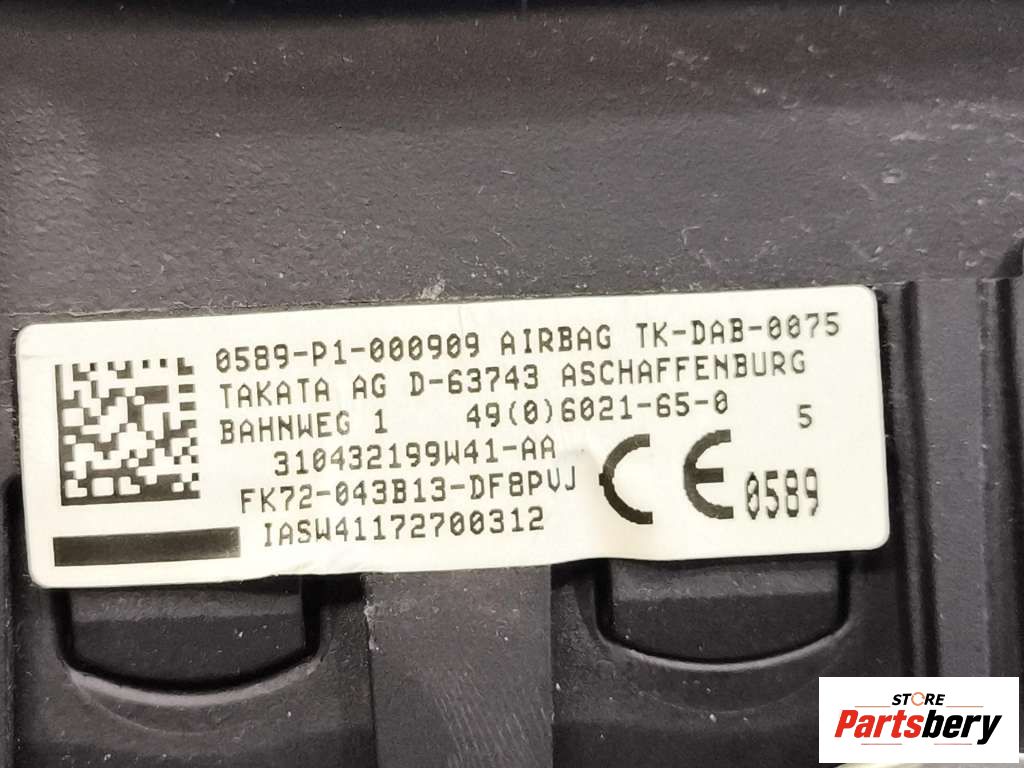 0589-P1-000909 AIRBAG TK-DAB-0075
TAKATA AG D-63743 ASCHAFFENBURG
BAHNWEG 1 49(0)6021-65-0 5
310432199W41-AA
FK72-043B13-DF8PVJ
IASW41172700312
CE 0589
STORE
Partsbery